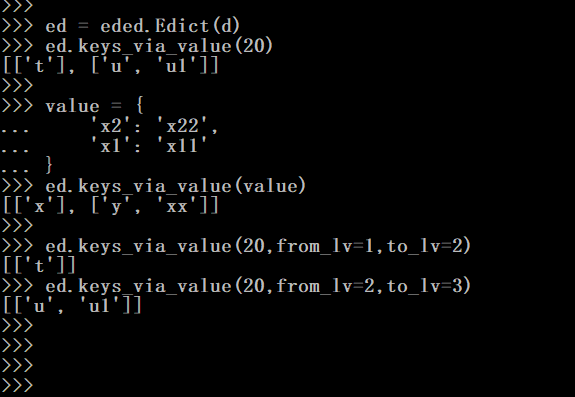 >>>
>>> ed = eded.Edict(d)
>>> ed.keys_via_value(20)
[['t'], ['u', 'u1']]
>>>
>>> value = {
...     'x2': 'x22',
...     'x1': 'x11'
... }
>>> ed.keys_via_value(value)
[['x'], ['y', 'xx']]
>>>
>>> ed.keys_via_value(20,from_lv=1,to_lv=2)
[['t']]
>>> ed.keys_via_value(20,from_lv=2,to_lv=3)
[['u', 'u1']]
>>>
>>>
>>>
>>>